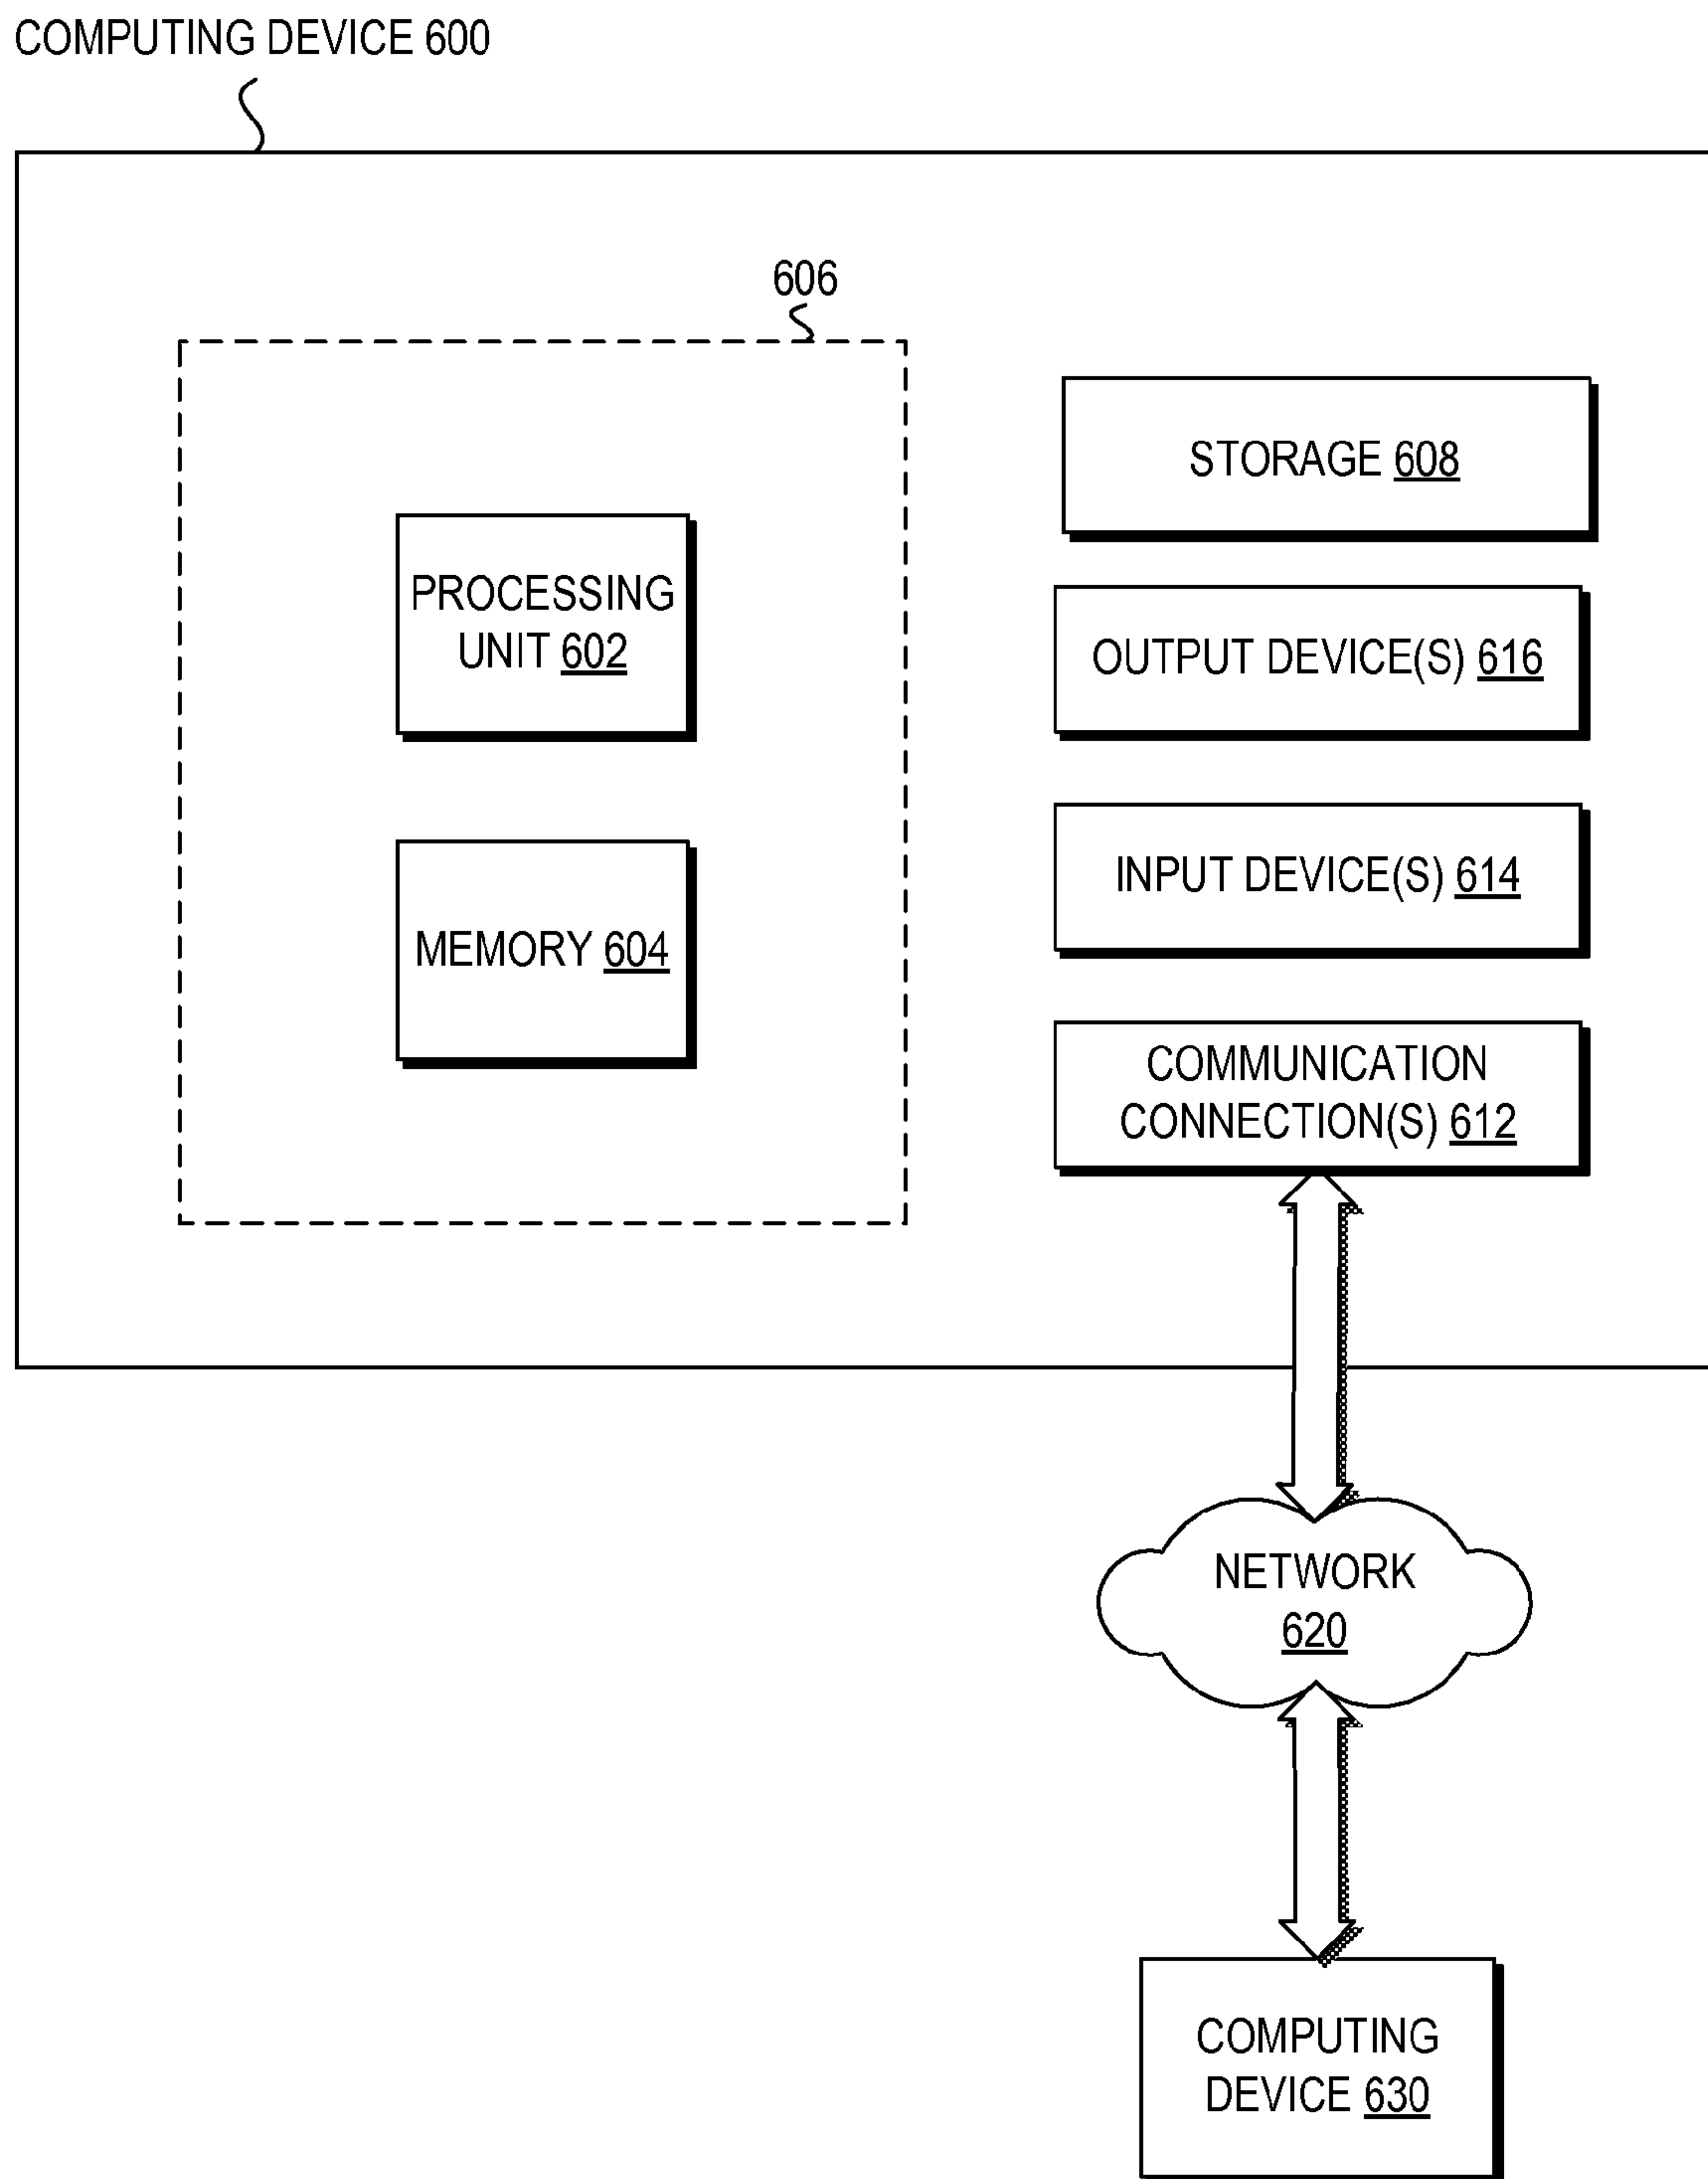 COMPUTING DEVICE 600
606
PROCESSING
UNIT 602
MEMORY 604
STORAGE 608
OUTPUT DEVICE(S) 616
INPUT DEVICE(S) 614
COMMUNICATION
CONNECTION(S) 612
NETWORK
620
COMPUTING
DEVICE 630